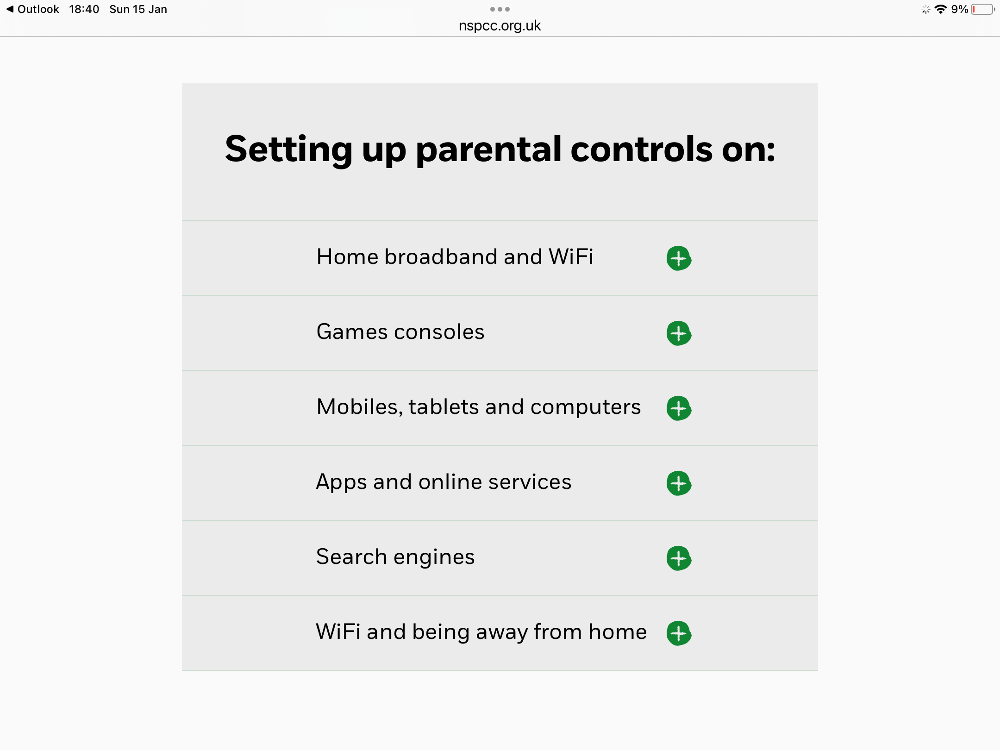 Outlook 18:40 Sun 15 Jan
9%
nspcc.org.uk
Setting up parental controls on:
Home broadband and WiFi
Games consoles
Mobiles, tablets and computers
Apps and online services
Search engines
WiFi and being away from home